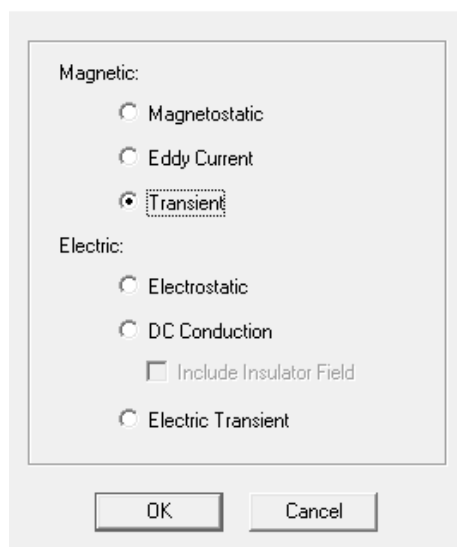 Magnetic:
Magnetostatic
Eddy Current
Transient
Electric:
Electrostatic
DC Conduction
Include Insulator Field
Electric Transient
OK Cancel